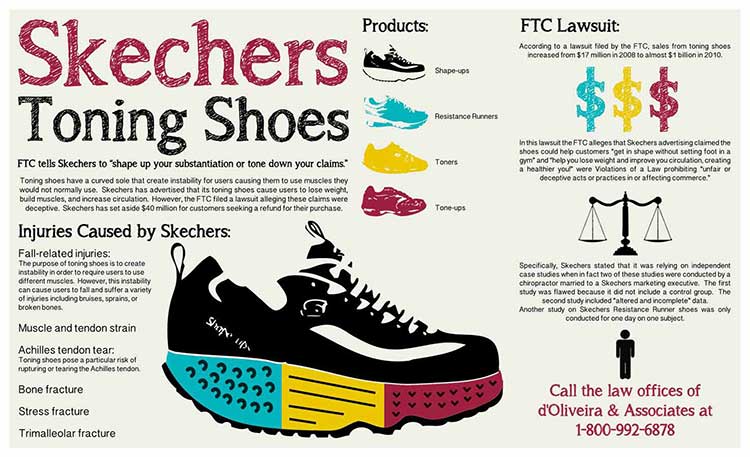 Skechers
Toning Shoes
FTC tells Skechers to "shape up your substantiation or tone down your claims."
Toning shoes have a curved sole that create instability for users causing them to use muscles they
would not normally use. Skechers has advertised that its toning shoes cause users to lose weight,
build muscles, and increase circulation. However, the FTC filed a lawsuit alleging these claims were
deceptive. Skechers has set aside $40 million for customers seeking a refund for their purchase.
Injuries Caused by Skechers:
Fall-related injuries:
The purpose of toning shoes is to create
instability in order to require users to use
different muscles. However, this instability
can cause users to fall and suffer a variety
of injuries including bruises, sprains, or
broken bones.
Muscle and tendon strain
Achilles tendon tear:
Toning shoes pose a particular risk of
rupturing or tearing the Achilles tendon.
Bone fracture
Stress fracture
Trimalleolar fracture
Shape ups
Products:
Shape-ups
Resistance Runners
Toners
Tone-ups
FTC Lawsuit:
According to a lawsuit filed by the FTC, sales from toning shoes
increased from $17 million in 2008 to almost $1 billion in 2010.
$ $ $
In this lawsuit the FTC alleges that Skechers advertising claimed the
shoes could help customers "get in shape without setting foot in a
gym" and "help you lose weight and improve you circulation, creating
a healthier you!" were Violations of a Law prohibiting "unfair or
deceptive acts or practices in or affecting commerce."
Specifically, Skechers stated that it was relying on independent
case studies when in fact two of these studies were conducted by a
chiropractor married to a Skechers marketing executive. The first
study was flawed because it did not include a control group. The
second study included "altered and incomplete" data.
Another study on Skechers Resistance Runner shoes was only
conducted for one day on one subject.
Call the law offices of
d'Oliveira & Associates at
1-800-992-6878